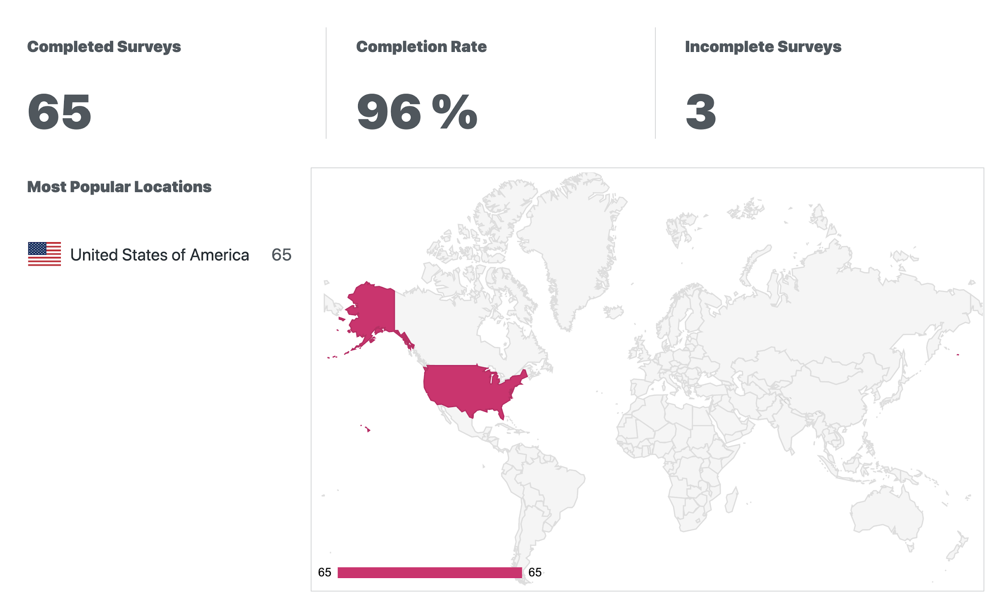 Completed Surveys
65
Completion Rate
96 %
Incomplete Surveys
3
Most Popular Locations
United States of America 65
65 65